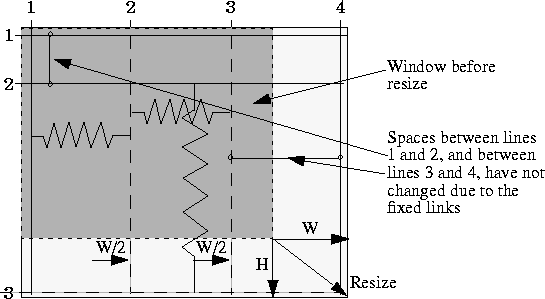 1 2 3 4
1
2
Window before
resize
Spaces between lines
1 and 2, and between
lines 3 and 4, have not
changed due to the
fixed links
W
W/2 W/2
H
Resize
3